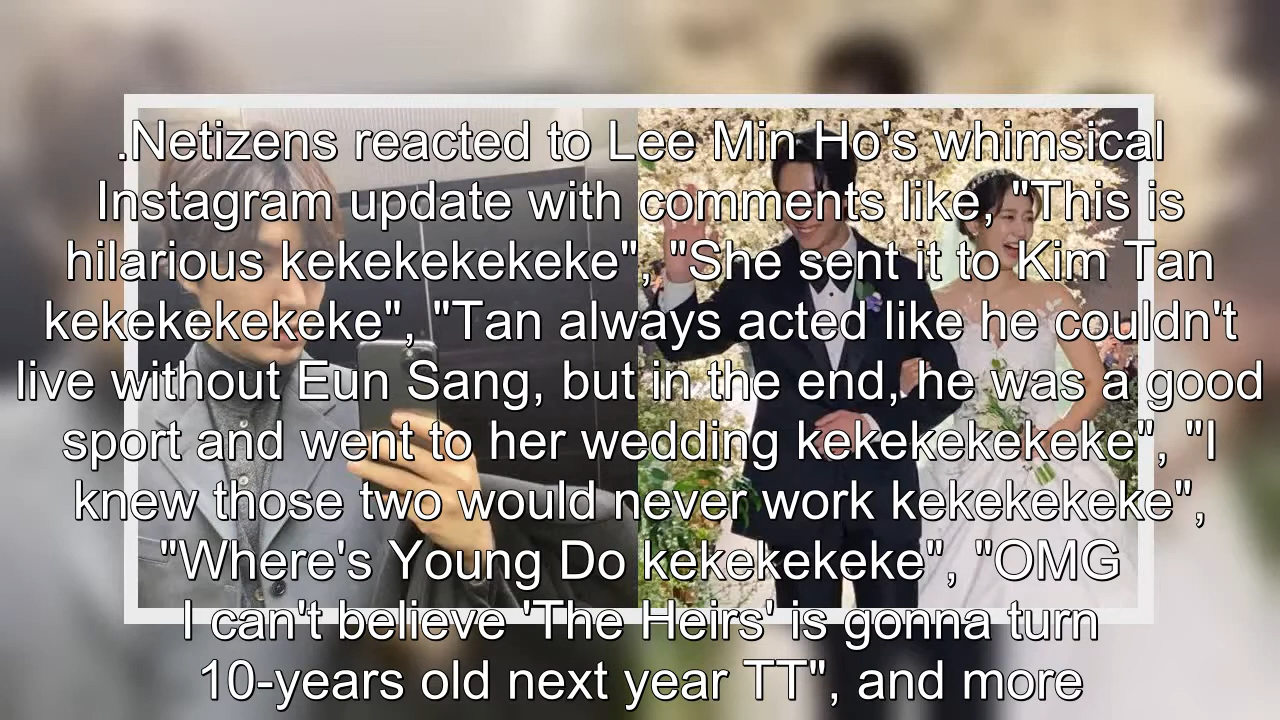 .Netizens reacted to Lee Min Ho's whimsical
Instagram update with comments like, "This is
hilarious kekekekekeke", "She sent it to Kim Tan
kekekekekeke", "Tan always acted like he couldn't
live without Eun Sang, but in the end, he was a good
sport and went to her wedding kekekekekeke", "I
knew those two would never work kekekekeke",
"Where's Young Do kekekekeke", "OMG
I can't believe 'The Heirs' is gonna turn
10-years old next year TT", and more